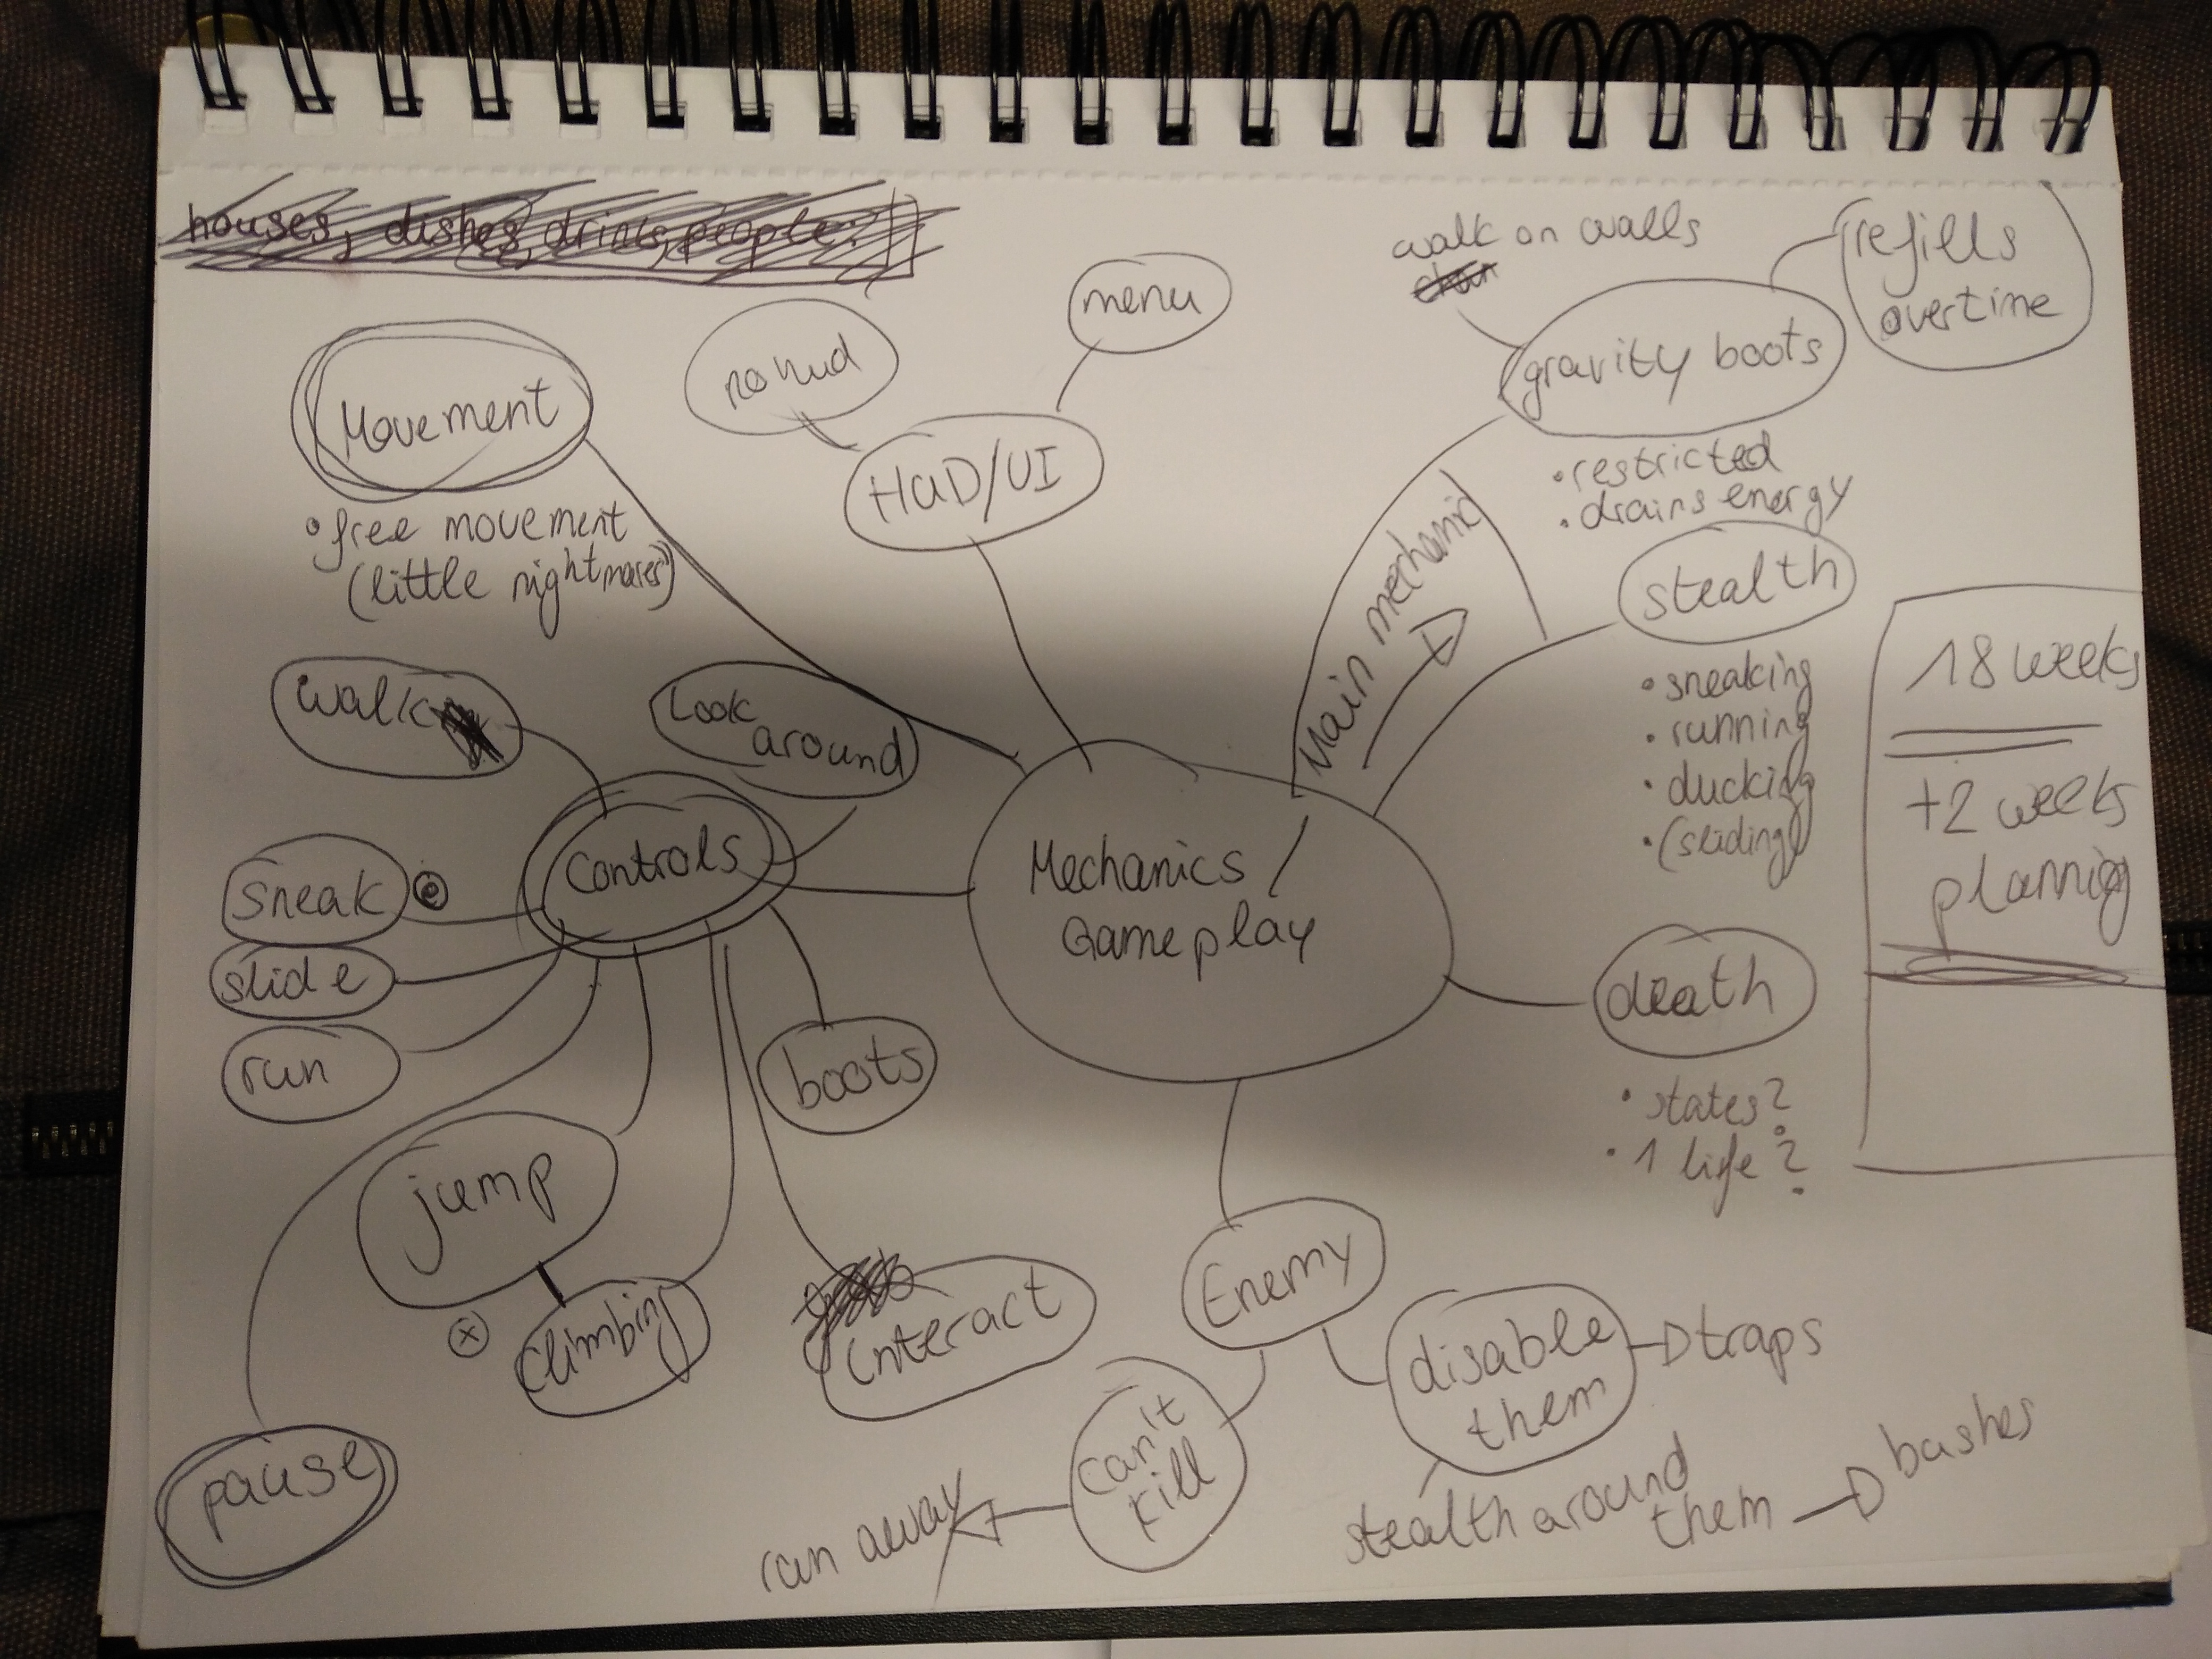 houses, dishes, drinks, people
Movement
• free movement
(little nightmares)
round
HUD/UI
menu
walk on walls
gravity boots
refills
overtime
• restricted
• drains energy
Main mechanic
stealth
• sneaking
• running
• ducking
• (sliding)
walk
look
around
Sneak
slide
run
Controls
Mechanics/
Gameplay
jump
climbing
boots
interact
pause
Enemy
can't
kill
run away
disable
them
traps
stealth around them
bushes
death
• states?
• 1 life?
18 weeks
+2 weeks
planning